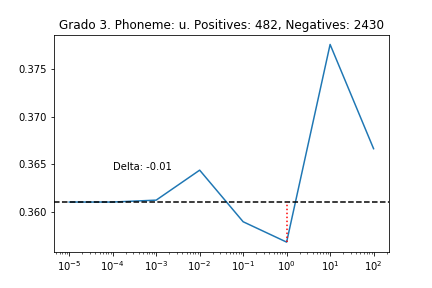 Grado 3. Phoneme: u. Positives: 482, Negatives: 2430
0.375
0.370
0.365
0.360
Delta: -0.01
10⁻⁵ 10⁻⁴ 10⁻³ 10⁻² 10⁻¹ 10⁰ 10¹ 10²